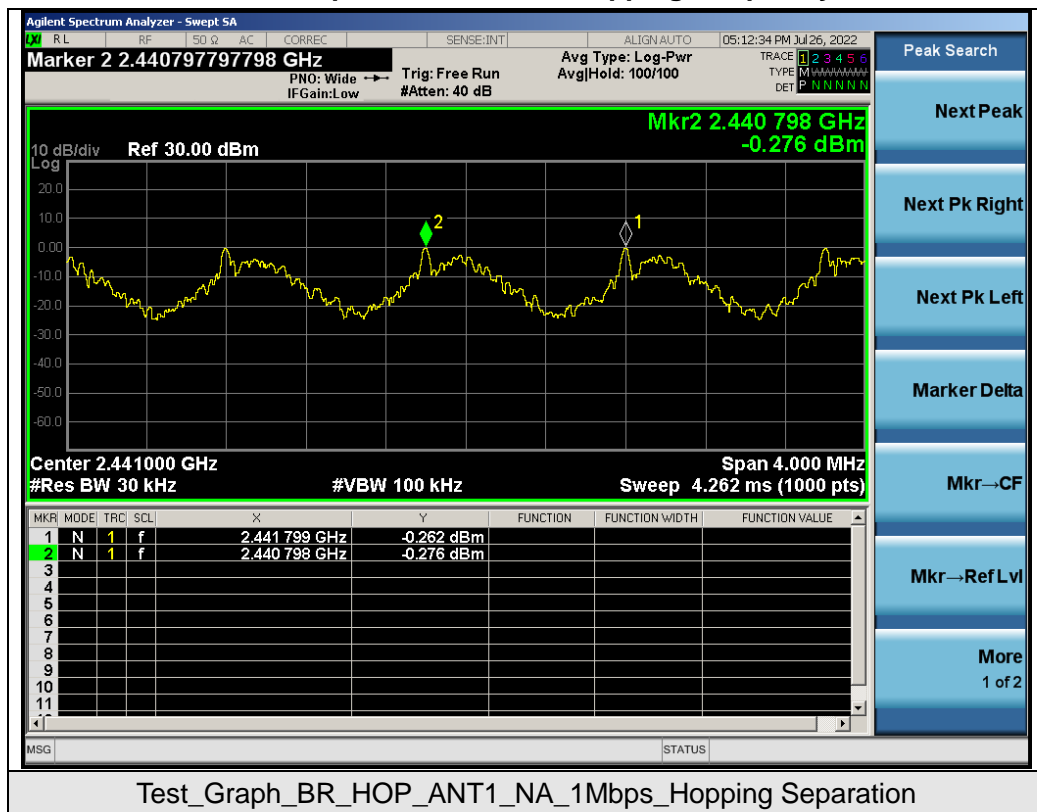 Agilent Spectrum Analyzer - Swept SA
LXI RL RF 50 Ω AC CORREC SENSE:INT ALIGN AUTO 05:12:34 PM Jul 26, 2022
Marker 2 2.440797797798 GHz
PNO: Wide
IFGain:Low
Trig: Free Run
#Atten: 40 dB
Avg Type: Log-Pwr
Avg|Hold: 100/100
TRACE 1 2 3 4 5 6
TYPE M
DET P N N N N N
Mkr2 2.440 798 GHz
-0.276 dBm
10 dB/div Ref 30.00 dBm
Log
20.0
10.0
0.00
-10.0
-20.0
-30.0
-40.0
-50.0
-60.0
2
1
Center 2.441000 GHz Span 4.000 MHz
#Res BW 30 kHz #VBW 100 kHz Sweep 4.262 ms (1000 pts)
MKR MODE TRC SCL X Y FUNCTION FUNCTION WIDTH FUNCTION VALUE
1 N 1 f 2.441 799 GHz -0.262 dBm
2 N 1 f 2.440 798 GHz -0.276 dBm
3
4
5
6
7
8
9
10
11
MSG STATUS
Peak Search
Next Peak
Next Pk Right
Next Pk Left
Marker Delta
Mkr→CF
Mkr→Ref Lvl
More
1 of 2
Test_Graph_BR_HOP_ANT1_NA_1Mbps_Hopping Separation